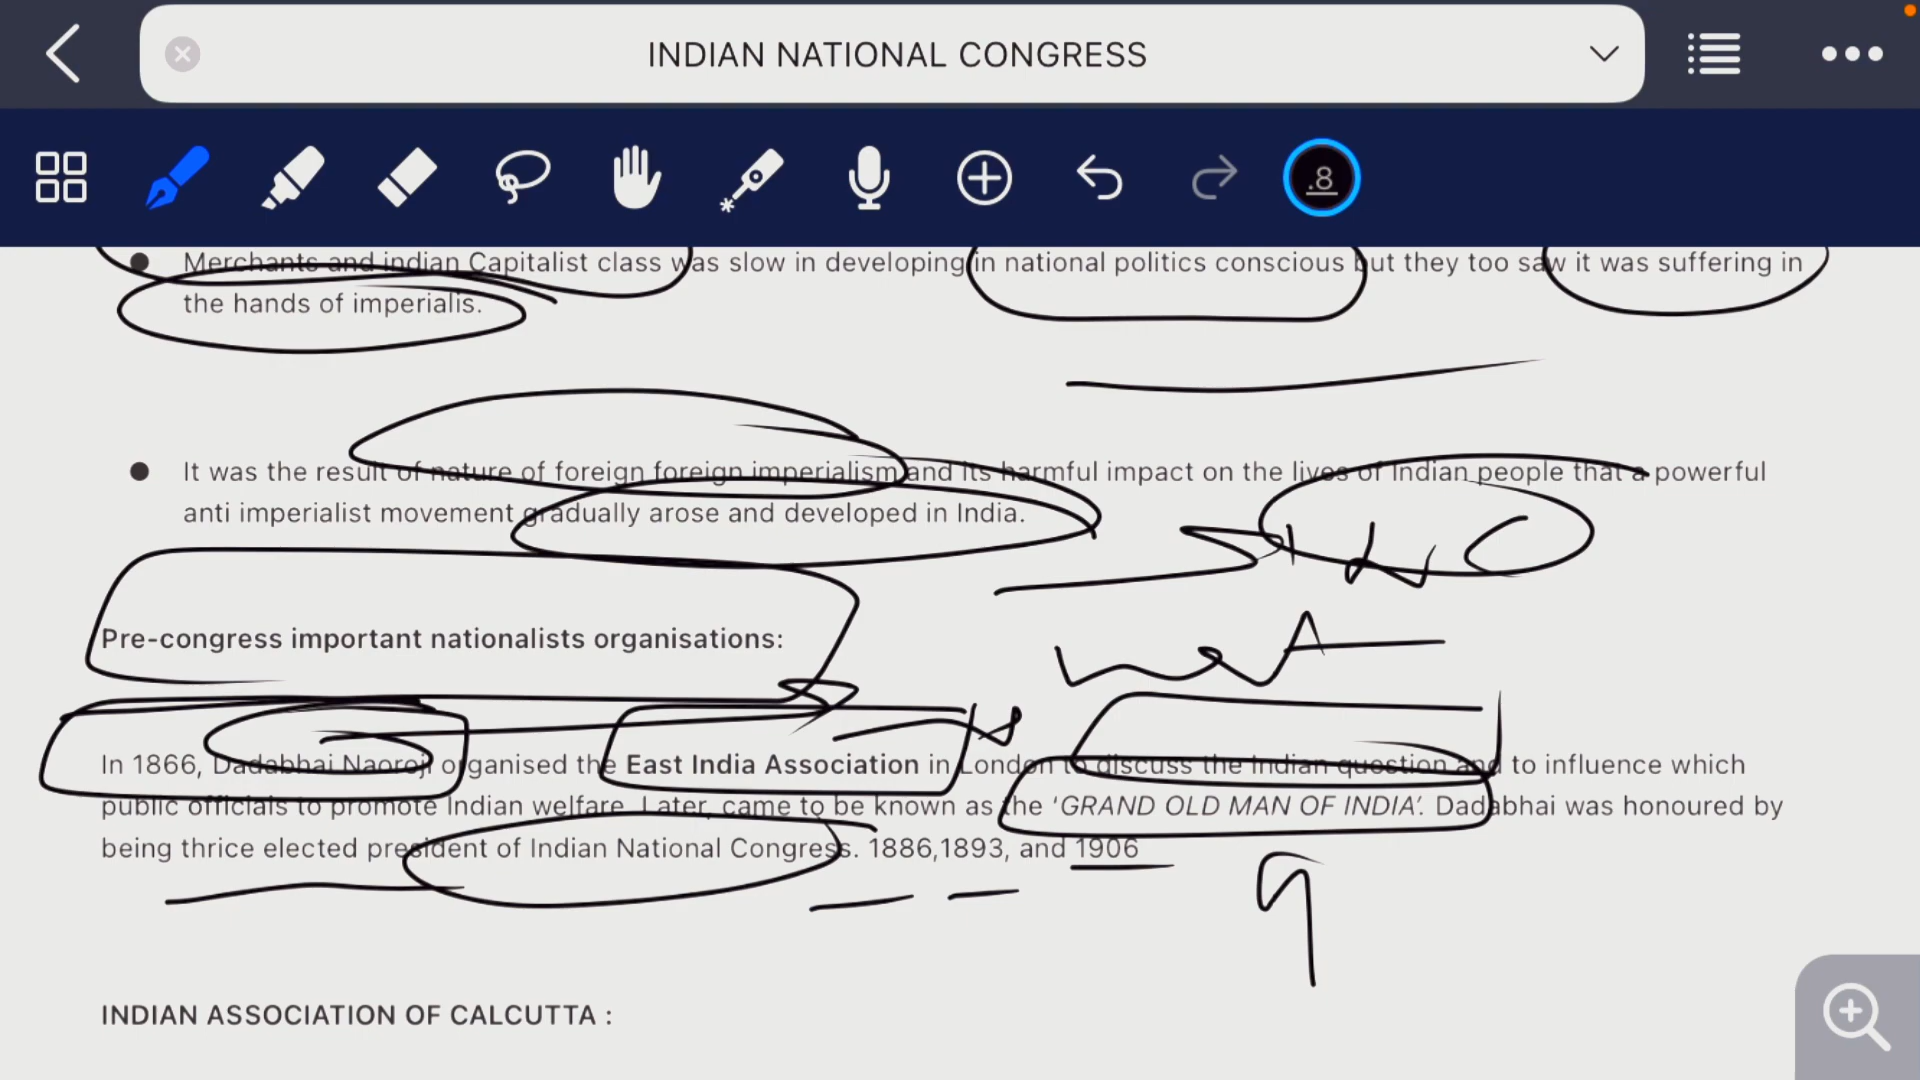 INDIAN NATIONAL CONGRESS
.8
Merchants and indian Capitalist class was slow in developing in national politics conscious but they too saw it was suffering in
the hands of imperialis.
It was the result of nature of foreign foreign imperialism and its harmful impact on the lives of Indian people that a powerful
anti imperialist movement gradually arose and developed in India.
Pre-congress important nationalists organisations:
In 1866, Dadabhai Naoroji organised the East India Association in London to discuss the Indian question and to influence which
public officials to promote Indian welfare. Later, came to be known as the ‘GRAND OLD MAN OF INDIA’. Dadabhai was honoured by
being thrice elected president of Indian National Congress. 1886,1893, and 1906
9
INDIAN ASSOCIATION OF CALCUTTA :